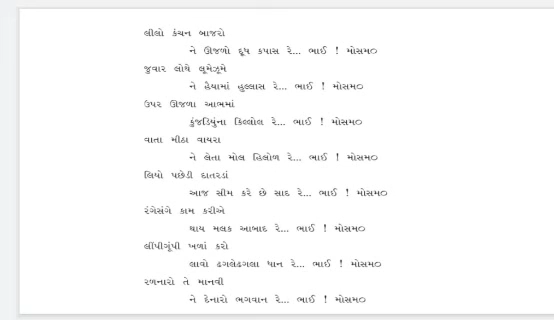 લીલો કંચન બાજરો
ને ઊજળો દૂધ કપાસ રે... ભાઈ ! મોસમ૦
જુવાર લોથે લૂમેઝૂમે
ને હૈયામાં હુલ્લાસ રે... ભાઈ ! મોસમ૦
ઉપર ઊજળા આભમાં
કુંજડિયુંના કિલ્લોલ રે... ભાઈ ! મોસમ૦
વાતા મીઠા વાયરા
ને લેતા મોલ હિલોળ રે... ભાઈ ! મોસમ૦
લિયો પછેડી દાતરડાં
આજ સીમ કરે છે સાદ રે... ભાઈ ! મોસમ૦
રંગેસંગે કામ કરીએ
થાય મલક આબાદ રે... ભાઈ ! મોસમ૦
લીંપીગૂંપી ખળાં કરો
લાવો ઢગલેઢગલા ધાન રે... ભાઈ ! મોસમ૦
રળનારો તે માનવી
ને દેનારો ભગવાન રે... ભાઈ ! મોસમ૦